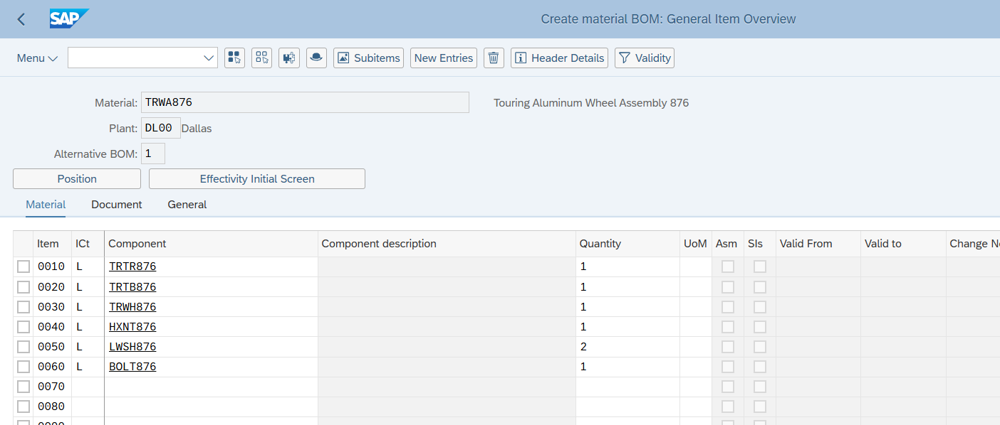 SAP Create material BOM: General Item Overview
Menu Subitems New Entries Header Details Validity
Material: TRWA876 Touring Aluminum Wheel Assembly 876
Plant: DL00 Dallas
Alternative BOM: 1
Position Effectivity Initial Screen
Material Document General
Item ICt Component Component description Quantity UoM Asm SIs Valid From Valid to Change
0010 L TRTR876 1
0020 L TRTB876 1
0030 L TRWH876 1
0040 L HXNT876 1
0050 L LWSH876 2
0060 L BOLT876 1
0070
0080